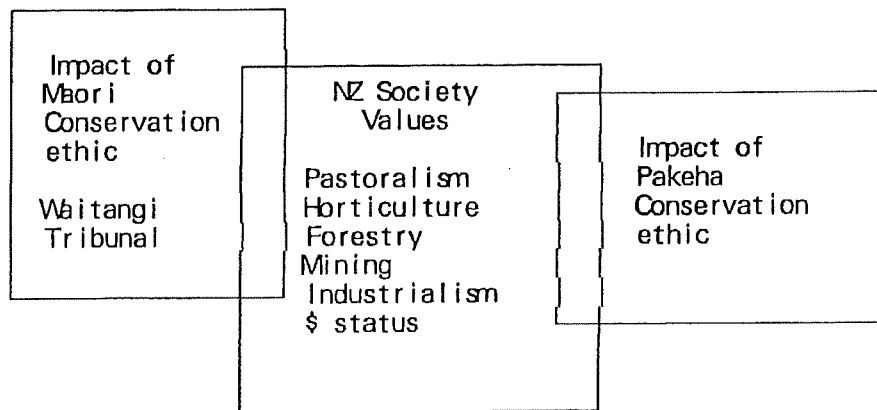 Impact of
Maori
Conservation
ethic
Waitangi
Tribunal
NZ Society
Values
Pastoralism
Horticulture
Forestry
Mining
Industrialism
$ status
Impact of
Pakeha
Conservation
ethic